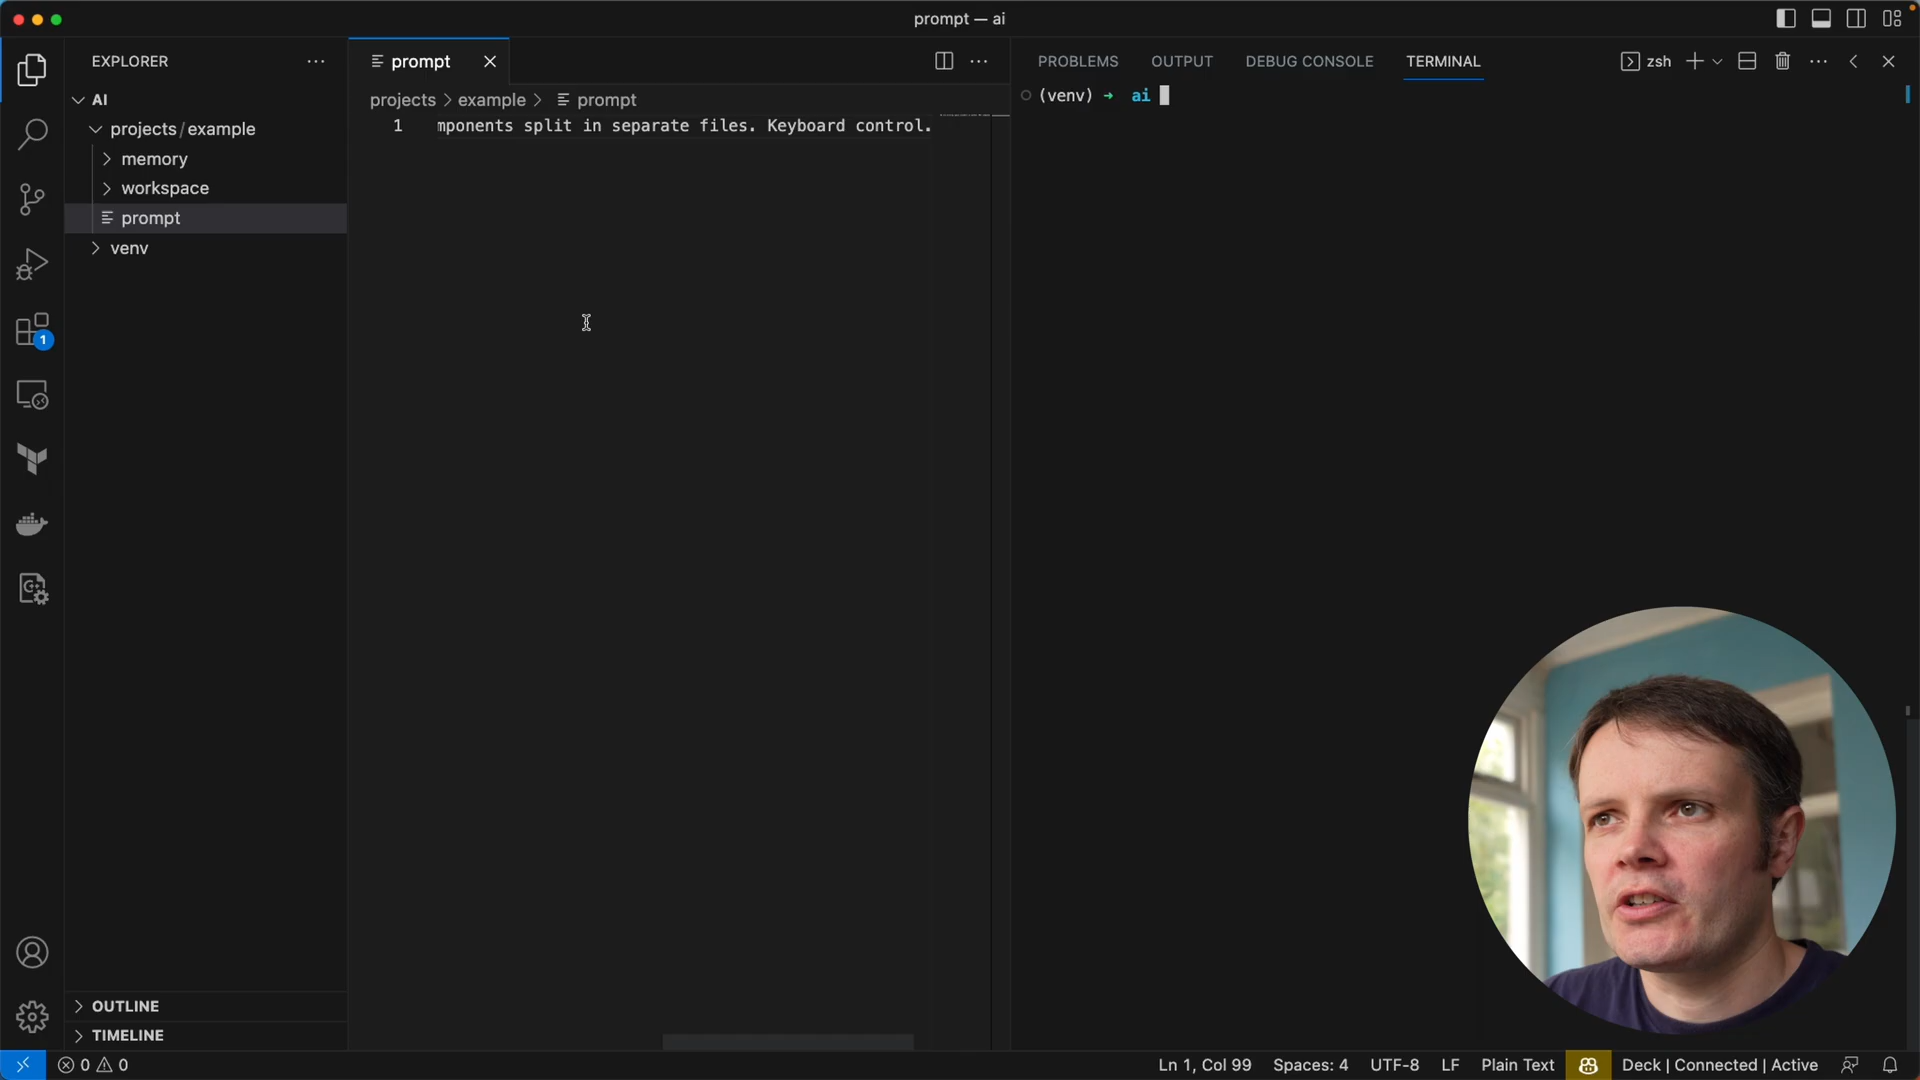 prompt — ai
EXPLORER
AI
projects / example
memory
workspace
prompt
venv
OUTLINE
TIMELINE
prompt
projects > example > prompt
1 mponents split in separate files. Keyboard control.
PROBLEMS OUTPUT DEBUG CONSOLE TERMINAL
zsh
(venv) → ai
1
0 0
Ln 1, Col 99 Spaces: 4 UTF-8 LF Plain Text Deck | Connected | Active